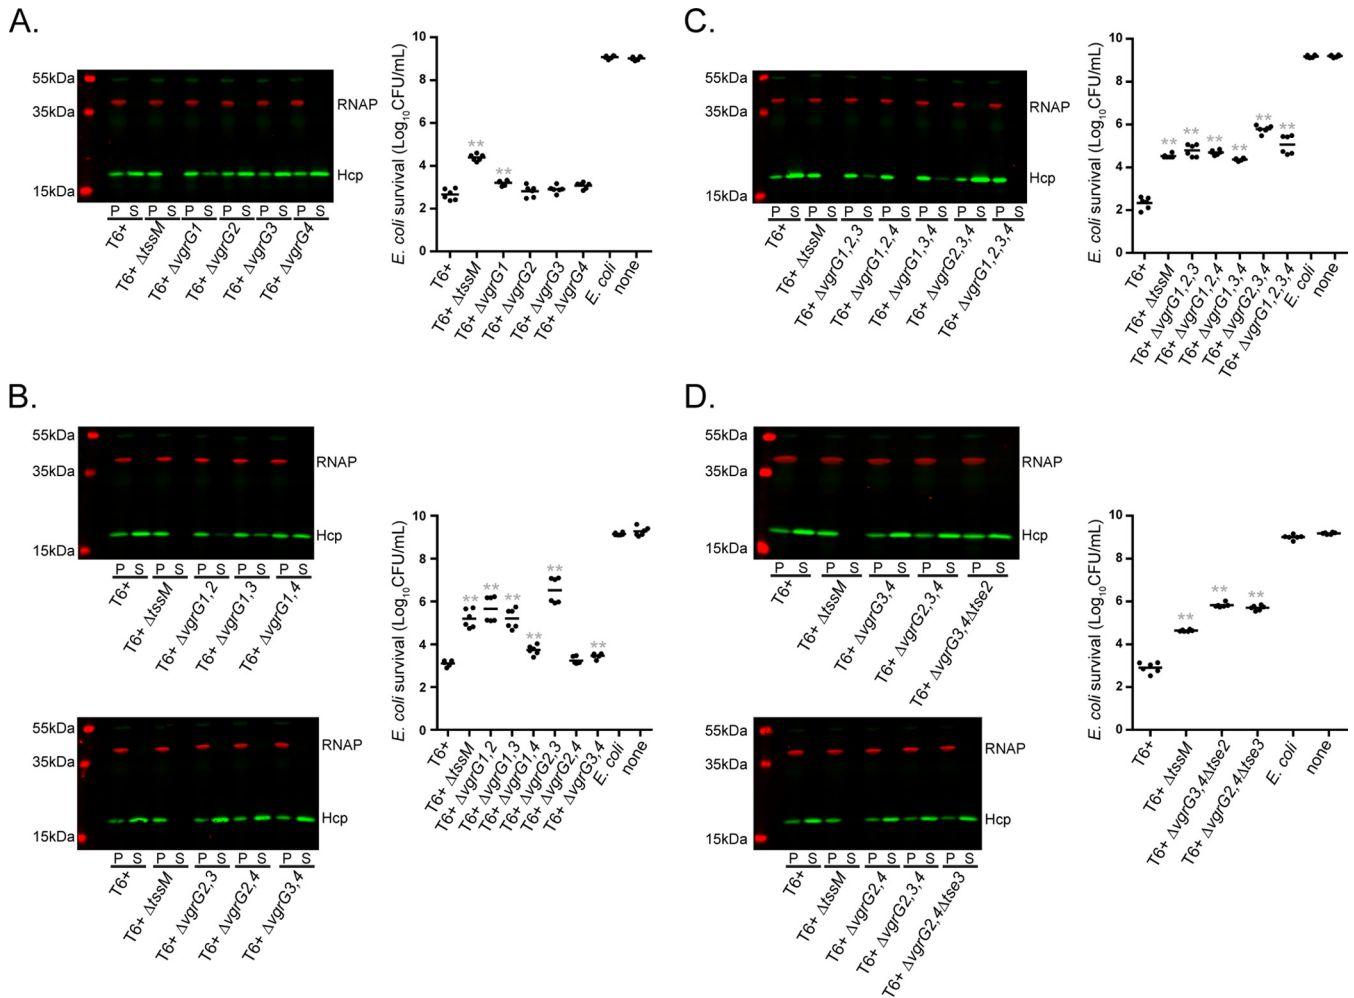 A.
55kDa
35kDa
15kDa
RNAP
Hcp
P S P S P S P S P S P S
T6+
T6+ ΔtssM
T6+ ΔvgrG1
T6+ ΔvgrG2
T6+ ΔvgrG3
T6+ ΔvgrG4
E. coli survival (Log10CFU/mL)
10
8
6
4
2
0
**
**
T6+
T6+ ΔtssM
T6+ ΔvgrG1
T6+ ΔvgrG2
T6+ ΔvgrG3
T6+ ΔvgrG4
E. coli
none
C.
55kDa
35kDa
15kDa
RNAP
Hcp
P S P S P S P S P S P S P S
T6+
T6+ ΔtssM
T6+ ΔvgrG1,2,3
T6+ ΔvgrG1,2,4
T6+ ΔvgrG1,3,4
T6+ ΔvgrG2,3,4
T6+ ΔvgrG1,2,3,4
E. coli survival (Log10CFU/mL)
10
8
6
4
2
0
** ** ** ** ** **
T6+
T6+ ΔtssM
T6+ ΔvgrG1,2,3
T6+ ΔvgrG1,2,4
T6+ ΔvgrG1,3,4
T6+ ΔvgrG2,3,4
T6+ ΔvgrG1,2,3,4
E. coli
none
B.
55kDa
35kDa
15kDa
RNAP
Hcp
P S P S P S P S P S
T6+
T6+ ΔtssM
T6+ ΔvgrG1,2
T6+ ΔvgrG1,3
T6+ ΔvgrG1,4
55kDa
35kDa
15kDa
RNAP
Hcp
P S P S P S P S P S
T6+
T6+ ΔtssM
T6+ ΔvgrG2,3
T6+ ΔvgrG2,4
T6+ ΔvgrG3,4
E. coli survival (Log10CFU/mL)
10
8
6
4
2
0
** ** ** ** ** **
T6+
T6+ ΔtssM
T6+ ΔvgrG1,2
T6+ ΔvgrG1,3
T6+ ΔvgrG1,4
T6+ ΔvgrG2,3
T6+ ΔvgrG2,4
T6+ ΔvgrG3,4
E. coli
none
D.
55kDa
35kDa
15kDa
RNAP
Hcp
P S P S P S P S P S
T6+
T6+ ΔtssM
T6+ ΔvgrG3,4
T6+ ΔvgrG2,3,4
T6+ ΔvgrG3,4Δtse2
55kDa
35kDa
15kDa
RNAP
Hcp
P S P S P S P S P S
T6+
T6+ ΔtssM
T6+ ΔvgrG2,4
T6+ ΔvgrG2,3,4
T6+ ΔvgrG2,4Δtse3
E. coli survival (Log10CFU/mL)
10
8
6
4
2
0
** ** **
T6+
T6+ ΔtssM
T6+ ΔvgrG3,4Δtse2
T6+ ΔvgrG2,4Δtse3
E. coli
none